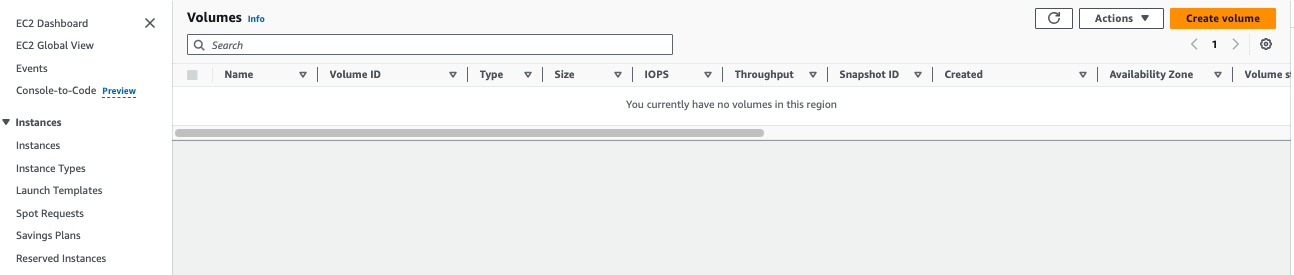 EC2 Dashboard
EC2 Global View
Events
Console-to-Code Preview
Instances
Instances
Instance Types
Launch Templates
Spot Requests
Savings Plans
Reserved Instances
Volumes Info
Actions
Create volume
Search
1
Name Volume ID Type Size IOPS Throughput Snapshot ID Created Availability Zone Volume st
You currently have no volumes in this region